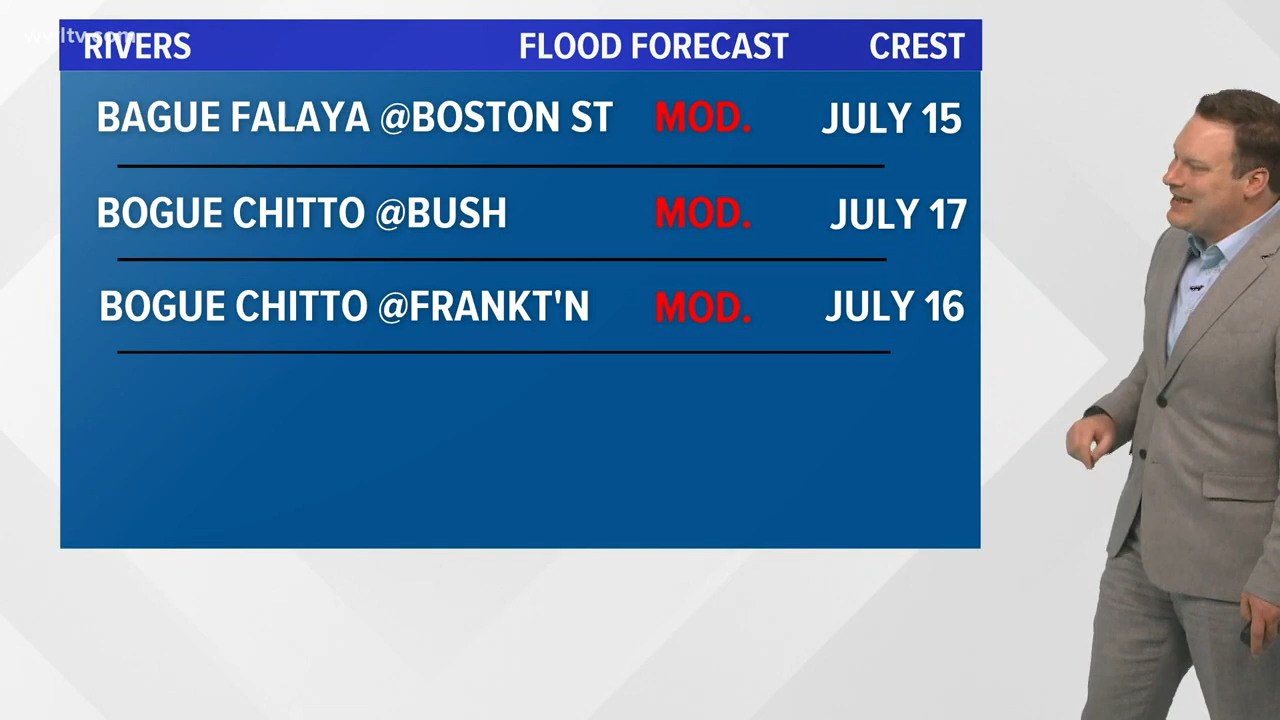 wwltv.com
RIVERS FLOOD FORECAST CREST
BAGUE FALAYA @BOSTON ST MOD. JULY 15
BOGUE CHITTO @BUSH MOD. JULY 17
BOGUE CHITTO @FRANKT'N MOD. JULY 16